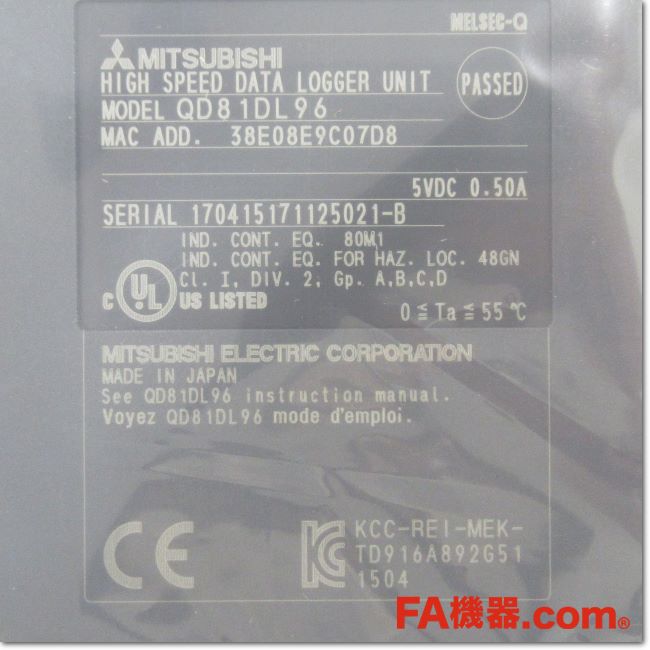 MELSEC-Q
MITSUBISHI
HIGH SPEED DATA LOGGER UNIT
PASSED
MODEL QD81DL96
MAC ADD. 38E08E9C07D8
5VDC 0.50A
SERIAL 170415171125021-B
IND. CONT. EQ. 80M1
IND. CONT. EQ. FOR HAZ. LOC. 48GN
Cl. I, DIV. 2, Gp. A,B,C,D
C UL US LISTED
0≦Ta≦55℃
MITSUBISHI ELECTRIC CORPORATION
MADE IN JAPAN
See QD81DL96 instruction manual.
Voyez QD81DL96 mode d'emploi.
CE
KCC-REI-MEK-
TD916A892G51
1504
FA機器.com®